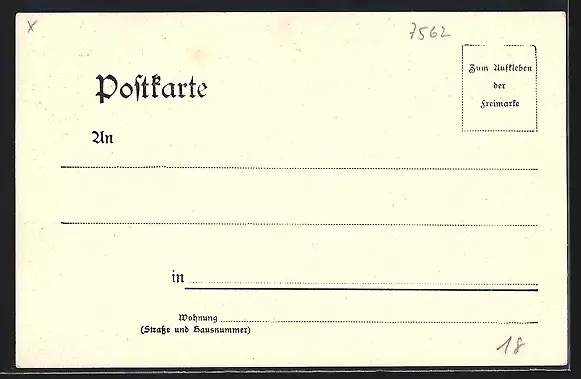 x
7562
Zum Aufkleben
der
Freimarke
Postkarte
An
in
Wohnung
(Straße und Hausnummer)
18